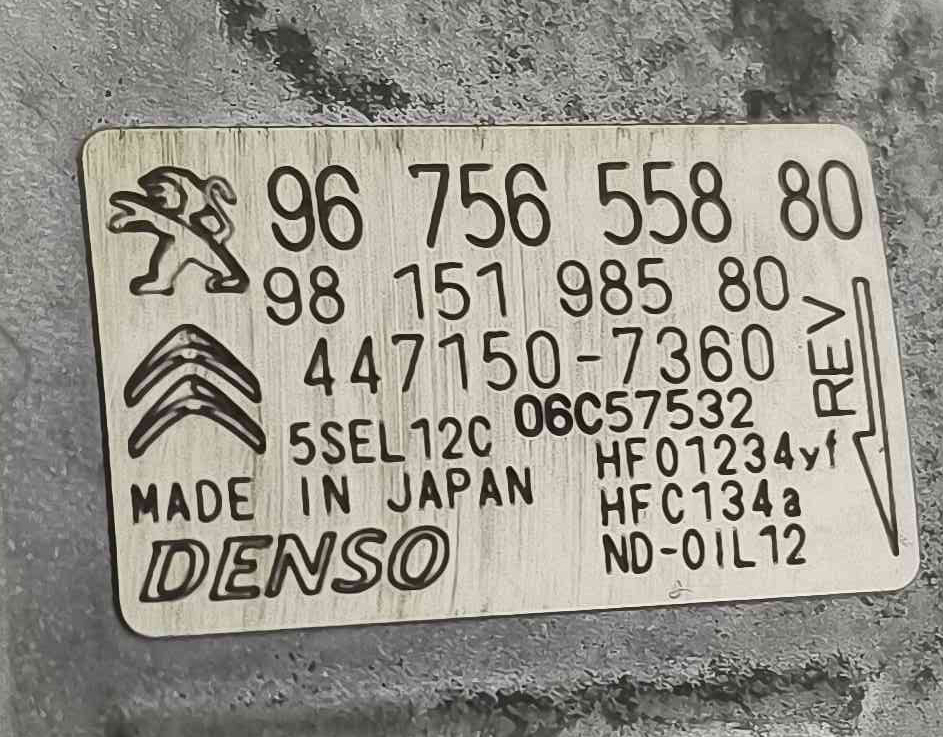 96 756 558 80
98 151 985 80
447150-7360
REV
5SEL12C 06C57532
HFO1234yf
MADE IN JAPAN HFC134a
DENSO ND-OIL12